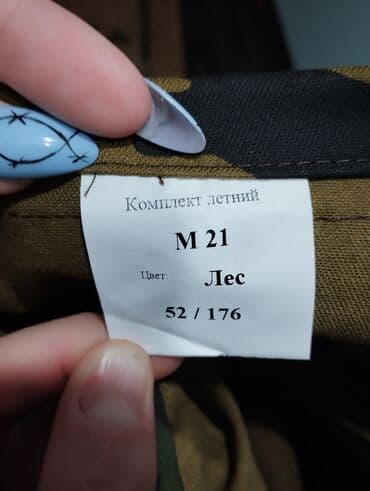 Комплект летний
М 21
Цвет: Лес
52 / 176